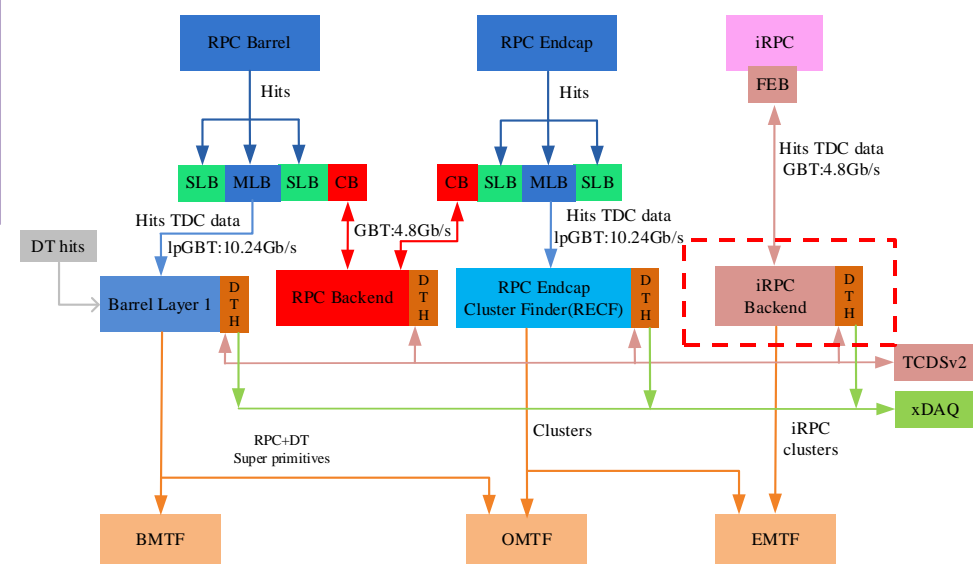 RPC Barrel
RPC Endcap
iRPC
FEB
Hits
Hits
Hits TDC data
GBT:4.8Gb/s
SLB
MLB
SLB
CB
CB
SLB
MLB
SLB
Hits TDC data
lpGBT:10.24Gb/s
GBT:4.8Gb/s
Hits TDC data
lpGBT:10.24Gb/s
DT hits
Barrel Layer 1
D
T
H
RPC Backend
D
T
H
RPC Endcap
Cluster Finder(RECF)
D
T
H
iRPC
Backend
D
T
H
TCDSv2
xDAQ
RPC+DT
Super primitives
Clusters
iRPC
clusters
BMTF
OMTF
EMTF